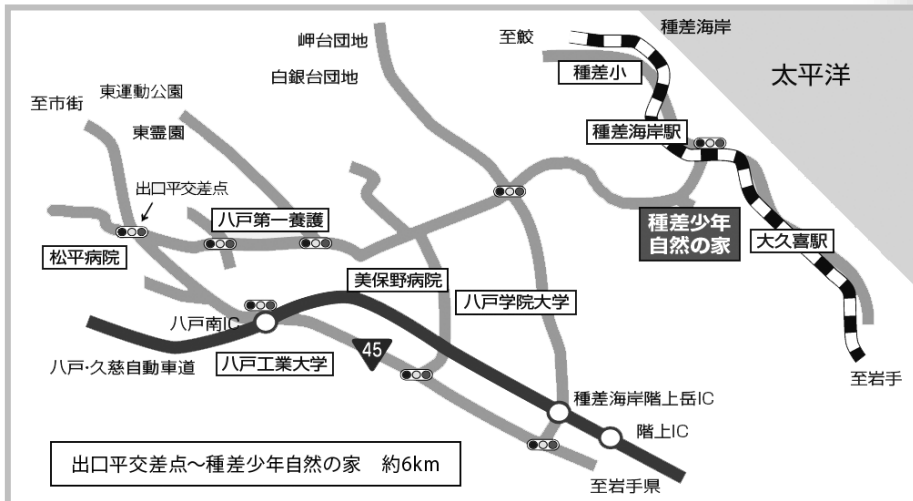 種差海岸
至鮫
岬台団地
太平洋
種差小
白銀台団地
東運動公園
至市街
種差海岸駅
東霊園
出口平交差点
八戸第一養護
種差少年
自然の家
大久喜駅
松平病院
美保野病院
八戸学院大学
八戸南IC
45
八戸・久慈自動車道
八戸工業大学
至岩手
種差海岸階上岳IC
階上IC
出口平交差点～種差少年自然の家 約6km
至岩手県